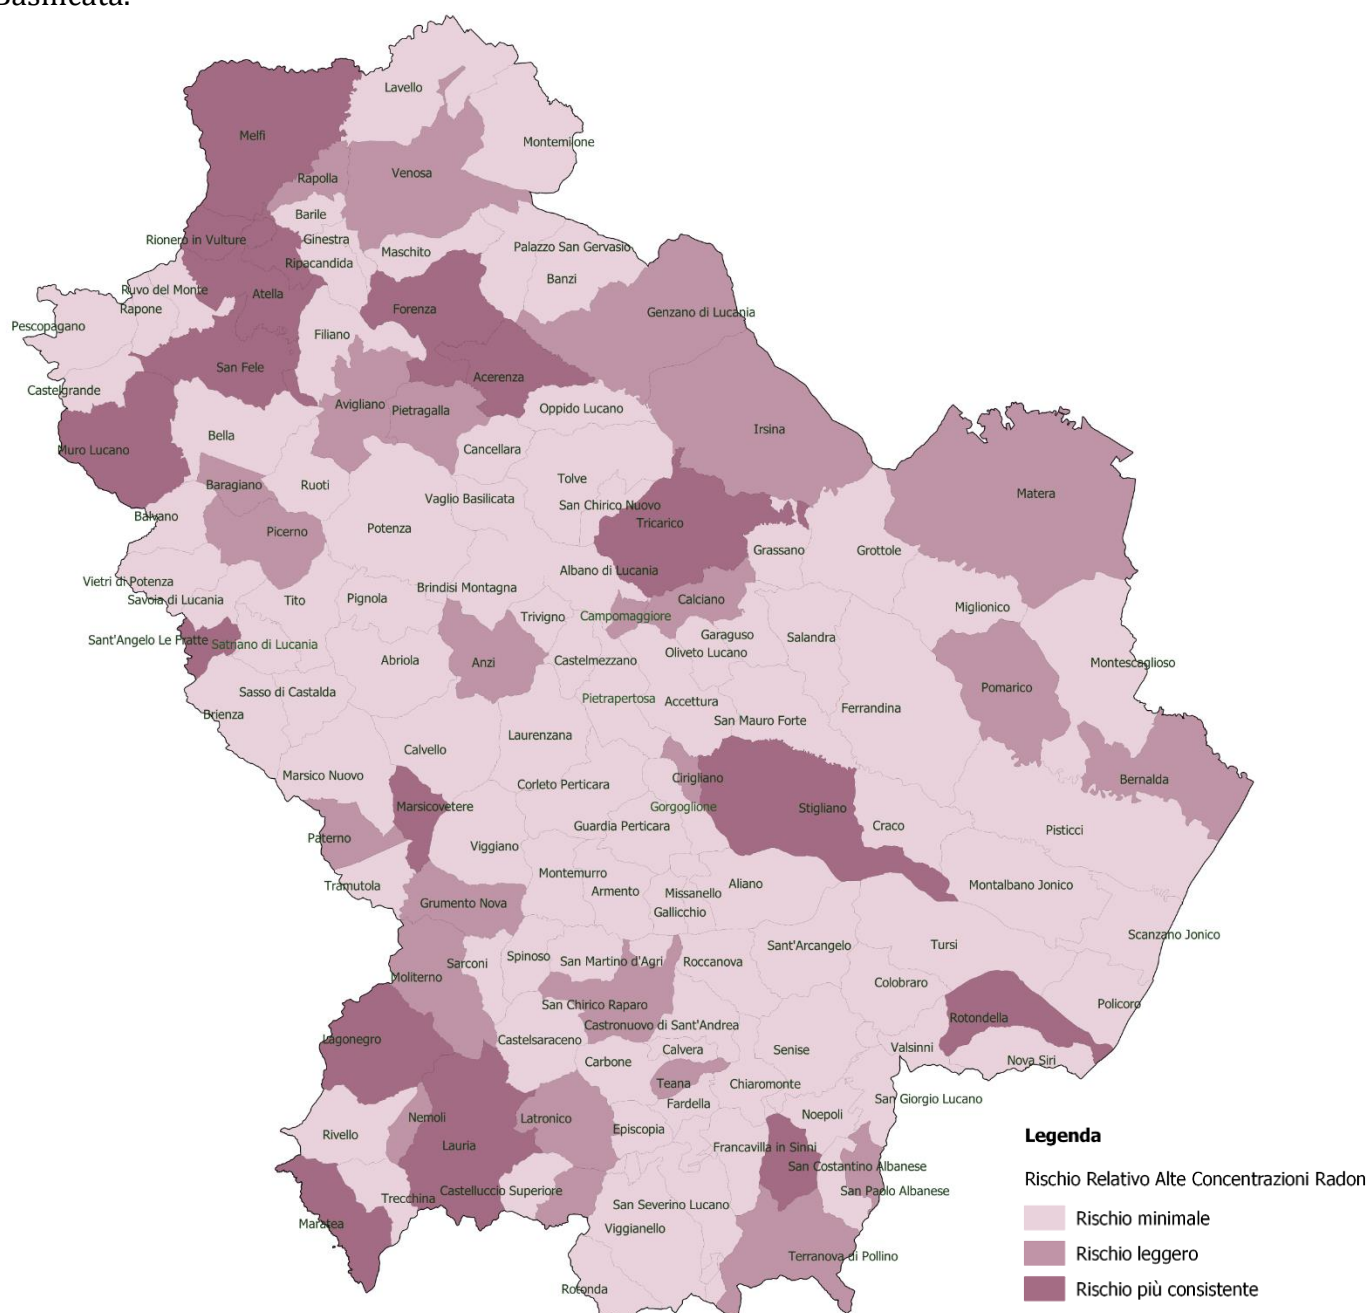 Basilicata.
Lavello
Melfi
Montemilone
Venosa
Rapolla
Barile
Rionero in Vulture
Ginestra
Maschito
Palazzo San Gervasio
Ripacandida
Banzi
Ruvo del Monte
Atella
Rapone
Forenza
Genzano di Lucania
Pescopagano
Filiano
San Fele
Acerenza
Castelgrande
Avigliano
Pietragalla
Oppido Lucano
Irsina
Bella
Muro Lucano
Cancellara
Tolve
Baragiano
Ruoti
Vaglio Basilicata
Matera
San Chirico Nuovo
Balvano
Tricarico
Picerno
Potenza
Grassano
Grottole
Albano di Lucania
Vietri di Potenza
Brindisi Montagna
Savoia di Lucania
Tito
Pignola
Calciano
Miglionico
Trivigno
Campomaggiore
Garaguso
Salandra
Sant'Angelo Le Fratte
Satriano di Lucania
Oliveto Lucano
Abriola
Anzi
Castelmezzano
Montescaglioso
Sasso di Castalda
Pietrapertosa
Accettura
Pomarico
Brienza
San Mauro Forte
Ferrandina
Laurenzana
Calvello
Marsico Nuovo
Corleto Perticara
Cirigliano
Bernalda
Marsicovetere
Gorgoglione
Stigliano
Guardia Perticara
Craco
Pisticci
Paterno
Viggiano
Montemurro
Tramutola
Armento
Missanello
Aliano
Montalbano Jonico
Grumento Nova
Gallicchio
Scanzano Jonico
Sant'Arcangelo
Tursi
Spinoso
Sarconi
San Martino d'Agri
Roccanova
Moliterno
Colobraro
San Chirico Raparo
Policoro
Rotondella
Castronuovo di Sant'Andrea
Lagonegro
Castelsaraceno
Calvera
Senise
Valsinni
Carbone
Nova Siri
Teana
Chiaromonte
Fardella
San Giorgio Lucano
Nemoli
Latronico
Noepoli
Rivello
Episcopia
Lauria
Francavilla in Sinni
San Costantino Albanese
Trecchina
Castelluccio Superiore
San Paolo Albanese
San Severino Lucano
Maratea
Viggianello
Terranova di Pollino
Rotonda
Legenda
Rischio Relativo Alte Concentrazioni Radon
Rischio minimale
Rischio leggero
Rischio più consistente